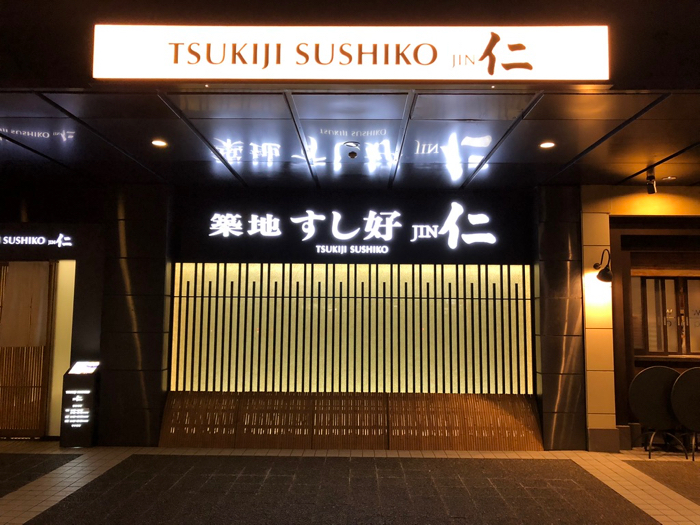 TSUKIJI SUSHIKO JIN 仁
築地 すし好 JIN 仁
TSUKIJI SUSHIKO
SUSHIKO JIN 仁